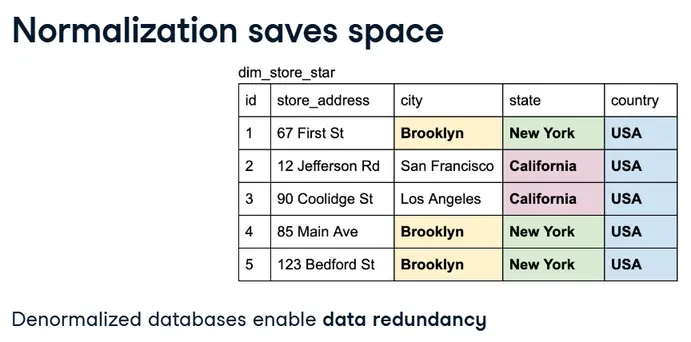 Normalization saves space
dim_store_star
id store_address city state country
1 67 First St Brooklyn New York USA
2 12 Jefferson Rd San Francisco California USA
3 90 Coolidge St Los Angeles California USA
4 85 Main Ave Brooklyn New York USA
5 123 Bedford St Brooklyn New York USA
Denormalized databases enable data redundancy